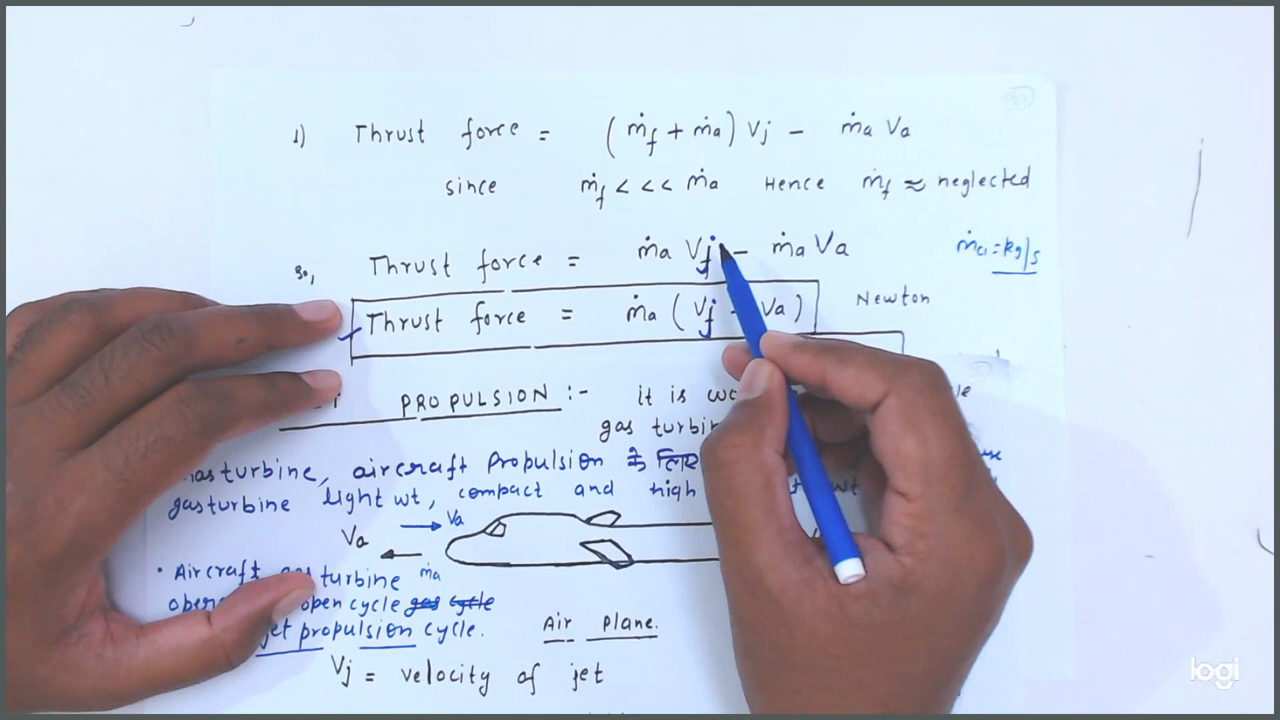 1) Thrust force = (ṁf + ṁa) Vj - ṁa Va
since ṁf < < < ṁa Hence ṁf ≈ neglected
so, Thrust force = ṁa Vj - ṁa Va ṁa = kg/s
Thrust force = ṁa ( Vj - Va ) Newton
PROPULSION :- it is
gas
turbine, aircraft propulsion के लिए
gasturbine light wt, compact and high wt
Va Va
• Aircraft turbine ṁa
open cycle gas cycle
jet propulsion cycle. Air plane.
Vj = velocity of jet
logi